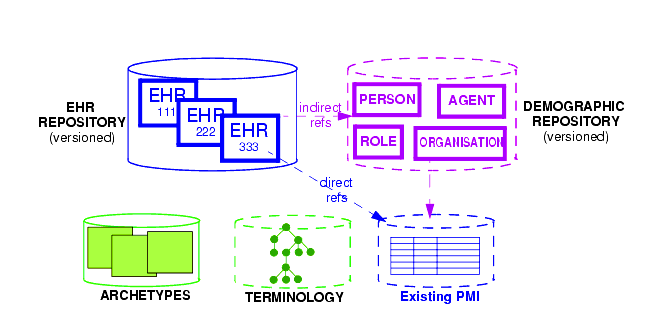 EHR
REPOSITORY
(versioned)
EHR
111
EHR
222
EHR
333
indirect
refs
PERSON
AGENT
ROLE
ORGANISATION
DEMOGRAPHIC
REPOSITORY
(versioned)
direct
refs
ARCHETYPES
TERMINOLOGY
Existing PMI